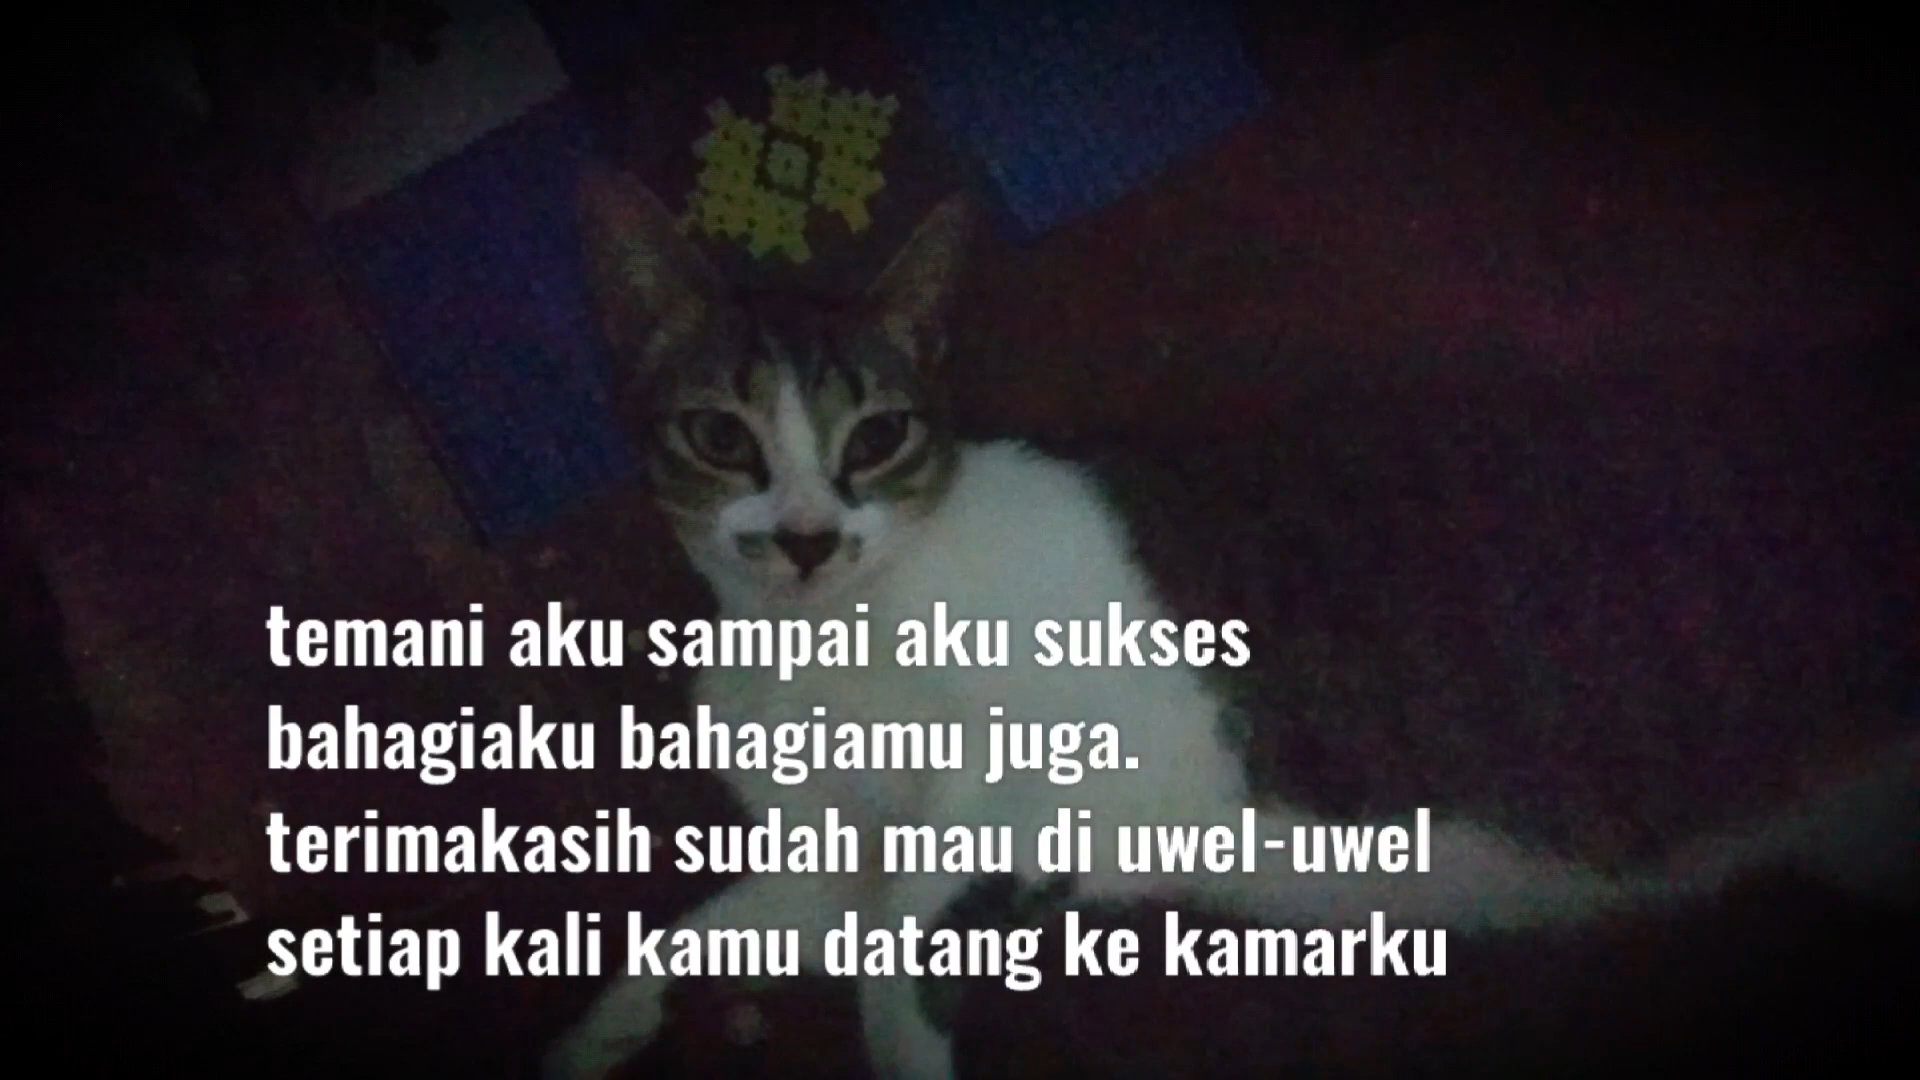 temani aku sampai aku sukses
bahagiaku bahagiamu juga.
terimakasih sudah mau di uwel-uwel
setiap kali kamu datang ke kamarku